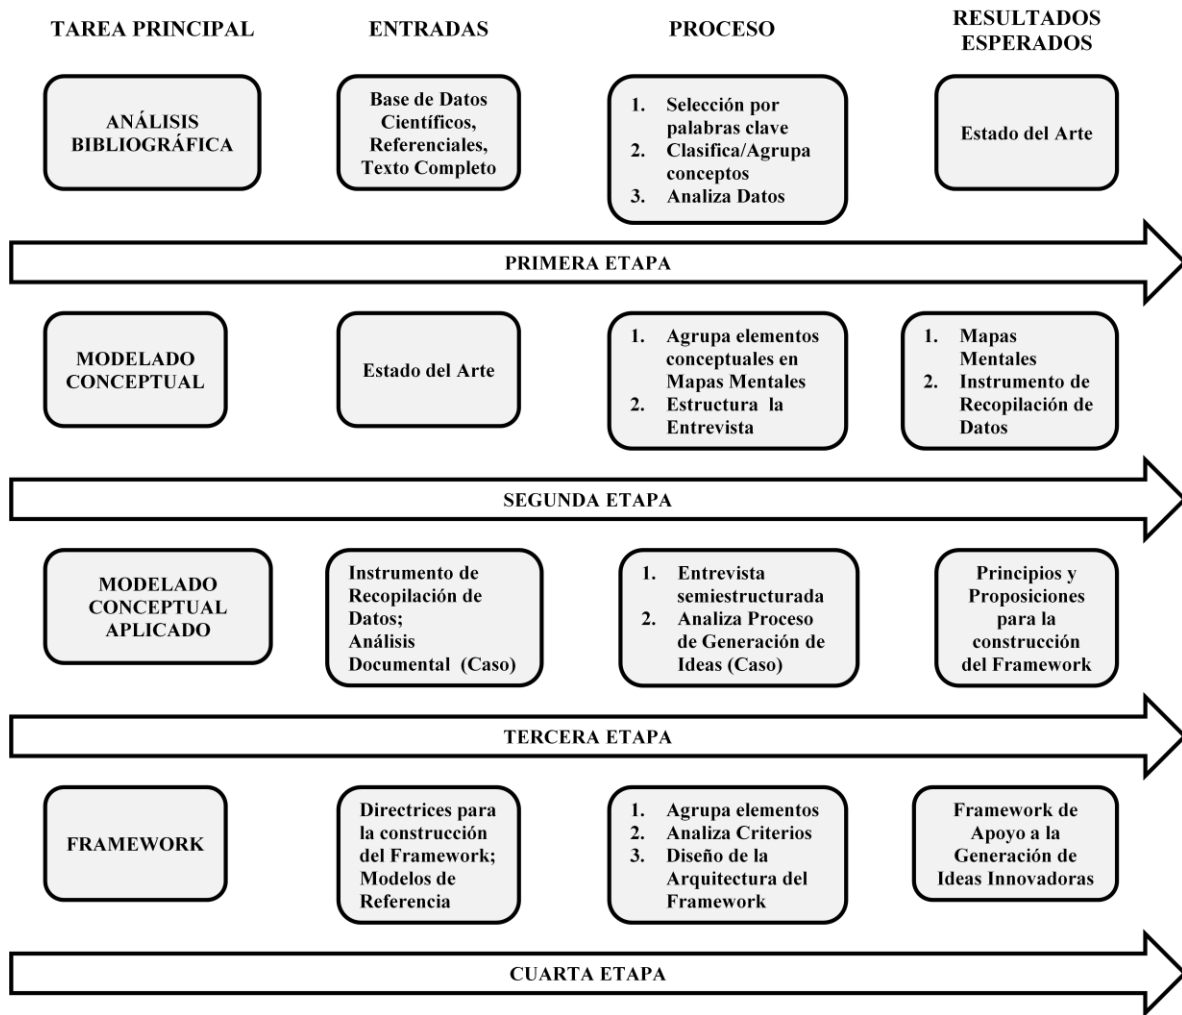 TAREA PRINCIPAL
ENTRADAS
PROCESO
RESULTADOS
ESPERADOS
ANÁLISIS
BIBLIOGRÁFICA
Base de Datos
Científicos,
Referenciales,
Texto Completo
1. Selección por
palabras clave
2. Clasifica/Agrupa
conceptos
3. Analiza Datos
Estado del Arte
PRIMERA ETAPA
MODELADO
CONCEPTUAL
Estado del Arte
1. Agrupa elementos
conceptuales en
Mapas Mentales
2. Estructura la
Entrevista
1. Mapas
Mentales
2. Instrumento de
Recopilación de
Datos
SEGUNDA ETAPA
MODELADO
CONCEPTUAL
APLICADO
Instrumento de
Recopilación de
Datos;
Análisis
Documental (Caso)
1. Entrevista
semiestructurada
2. Analiza Proceso
de Generación de
Ideas (Caso)
Principios y
Proposiciones
para la
construcción
del Framework
TERCERA ETAPA
FRAMEWORK
Directrices para
la construcción
del Framework;
Modelos de
Referencia
1. Agrupa elementos
2. Analiza Criterios
3. Diseño de la
Arquitectura del
Framework
Framework de
Apoyo a la
Generación de
Ideas Innovadoras
CUARTA ETAPA